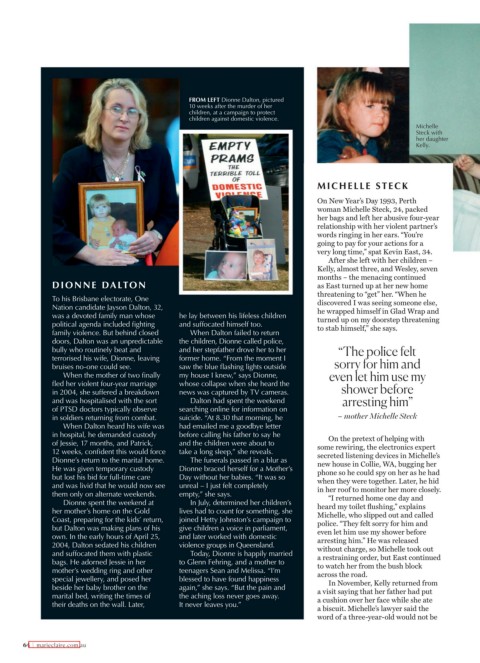 FROM LEFT Dionne Dalton, pictured
10 weeks after the murder of her
children, at a campaign to protect
children against domestic violence.
EMPTY
PRAMS
THE
TERRIBLE TOLL
OF
DOMESTIC
VIOLENCE
DIONNE DALTON
To his Brisbane electorate, One
Nation candidate Jayson Dalton, 32,
was a devoted family man whose
political agenda included fighting
family violence. But behind closed
doors, Dalton was an unpredictable
bully who routinely beat and
terrorised his wife, Dionne, leaving
bruises no-one could see.
When the mother of two finally
fled her violent four-year marriage
in 2004, she suffered a breakdown
and was hospitalised with the sort
of PTSD doctors typically observe
in soldiers returning from combat.
When Dalton heard his wife was
in hospital, he demanded custody
of Jessie, 17 months, and Patrick,
12 weeks, confident this would force
Dionne's return to the marital home.
He was given temporary custody
but lost his bid for full-time care
and was livid that he would now see
them only on alternate weekends.
Dionne spent the weekend at
her mother's home on the Gold
Coast, preparing for the kids' return,
but Dalton was making plans of his
own. In the early hours of April 25,
2004, Dalton sedated his children
and suffocated them with plastic
bags. He adorned Jessie in her
mother's wedding ring and other
special jewellery, and posed her
beside her baby brother on the
marital bed, writing the times of
their deaths on the wall. Later,
he lay between his lifeless children
and suffocated himself too.
When Dalton failed to return
the children, Dionne called police,
and her stepfather drove her to her
former home. "From the moment I
saw the blue flashing lights outside
my house I knew," says Dionne,
whose collapse when she heard the
news was captured by TV cameras.
Dalton had spent the weekend
searching online for information on
suicide. "At 8.30 that morning, he
had emailed me a goodbye letter
before calling his father to say he
and the children were about to
take a long sleep," she reveals.
The funerals passed in a blur as
Dionne braced herself for a Mother's
Day without her babies. "It was so
unreal – I just felt completely
empty," she says.
In July, determined her children's
lives had to count for something, she
joined Hetty Johnston's campaign to
give children a voice in parliament,
and later worked with domestic
violence groups in Queensland.
Today, Dionne is happily married
to Glenn Fehring, and a mother to
teenagers Sean and Melissa. "I'm
blessed to have found happiness
again," she says. "But the pain and
the aching loss never goes away.
It never leaves you."
Michelle
Steck with
her daughter
Kelly.
MICHELLE STECK
On New Year's Day 1993, Perth
woman Michelle Steck, 24, packed
her bags and left her abusive four-year
relationship with her violent partner's
words ringing in her ears. "You're
going to pay for your actions for a
very long time," spat Kevin East, 34.
After she left with her children –
Kelly, almost three, and Wesley, seven
months – the menacing continued
as East turned up at her new home
threatening to "get" her. "When he
discovered I was seeing someone else,
he wrapped himself in Glad Wrap and
turned up on my doorstep threatening
to stab himself," she says.
"The police felt
sorry for him and
even let him use my
shower before
arresting him"
– mother Michelle Steck
On the pretext of helping with
some rewiring, the electronics expert
secreted listening devices in Michelle's
new house in Collie, WA, bugging her
phone so he could spy on her as he had
when they were together. Later, he hid
in her roof to monitor her more closely.
"I returned home one day and
heard my toilet flushing," explains
Michelle, who slipped out and called
police. "They felt sorry for him and
even let him use my shower before
arresting him." He was released
without charge, so Michelle took out
a restraining order, but East continued
to watch her from the bush block
across the road.
In November, Kelly returned from
a visit saying that her father had put
a cushion over her face while she ate
a biscuit. Michelle's lawyer said the
word of a three-year-old would not be
marieclaire.com.au